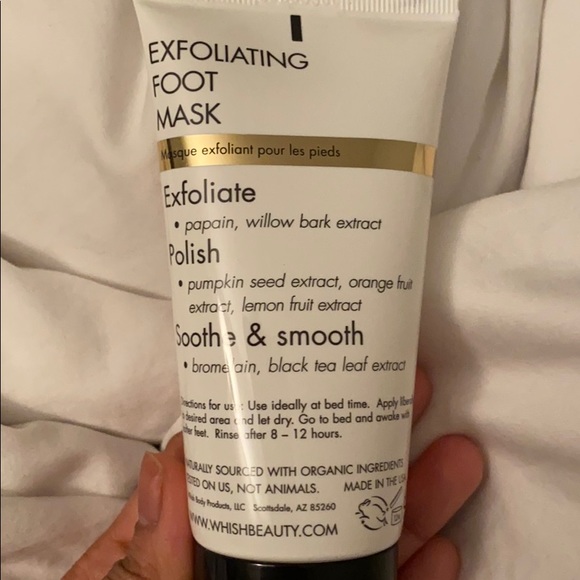 EXFOLIATING
FOOT
MASK
Masque exfoliant pour les pieds
Exfoliate
• papain, willow bark extract
Polish
• pumpkin seed extract, orange fruit
extract, lemon fruit extract
Soothe & smooth
• bromelain, black tea leaf extract
Directions for use: Use ideally at bed time. Apply
desired area and let dry. Go to bed and awake with
softer feet. Rinse after 8 – 12 hours.
NATURALLY SOURCED WITH ORGANIC INGREDIENTS
TESTED ON US, NOT ANIMALS. MADE IN THE USA
Whish Body Products, LLC Scottsdale, AZ 85260
WWW.WHISHBEAUTY.COM